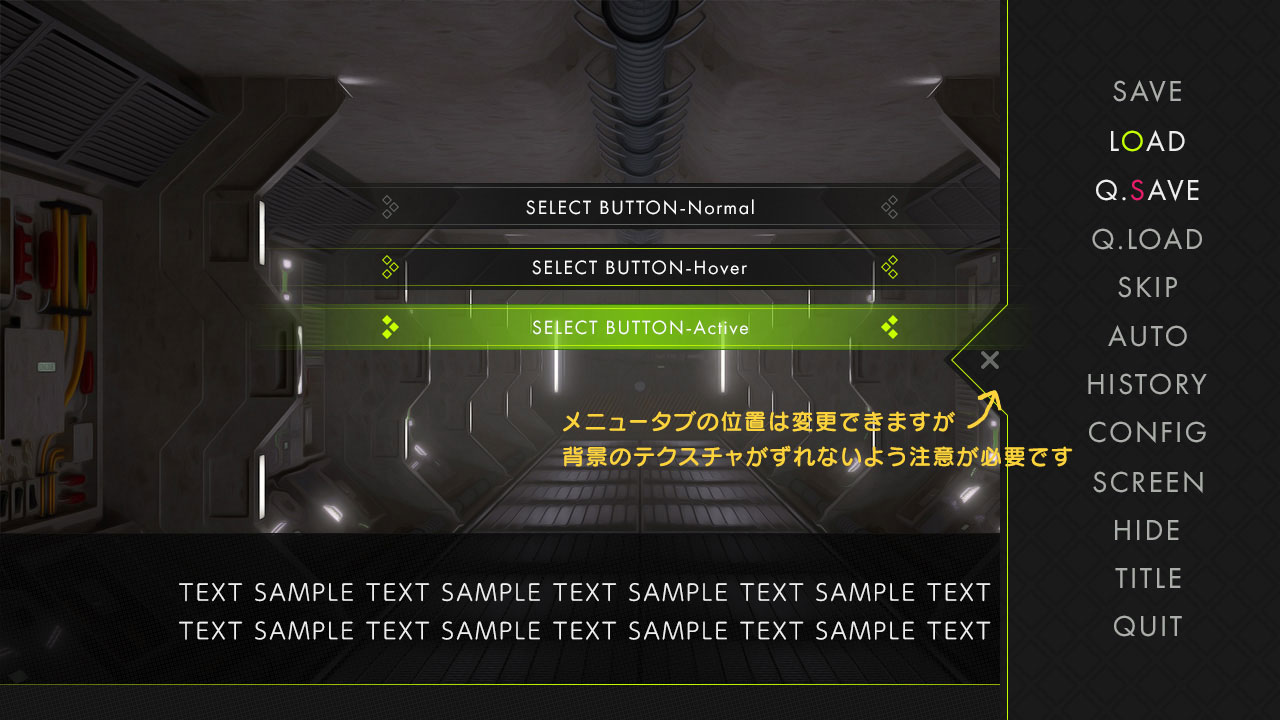 SELECT BUTTON-Normal
SELECT BUTTON-Hover
SELECT BUTTON-Active
メニュータブの位置は変更できますが
背景のテクスチャがずれないよう注意が必要です
TEXT SAMPLE TEXT SAMPLE TEXT SAMPLE TEXT SAMPLE TEXT
TEXT SAMPLE TEXT SAMPLE TEXT SAMPLE TEXT SAMPLE TEXT
SAVE
LOAD
Q.SAVE
Q.LOAD
SKIP
AUTO
HISTORY
CONFIG
SCREEN
HIDE
TITLE
QUIT